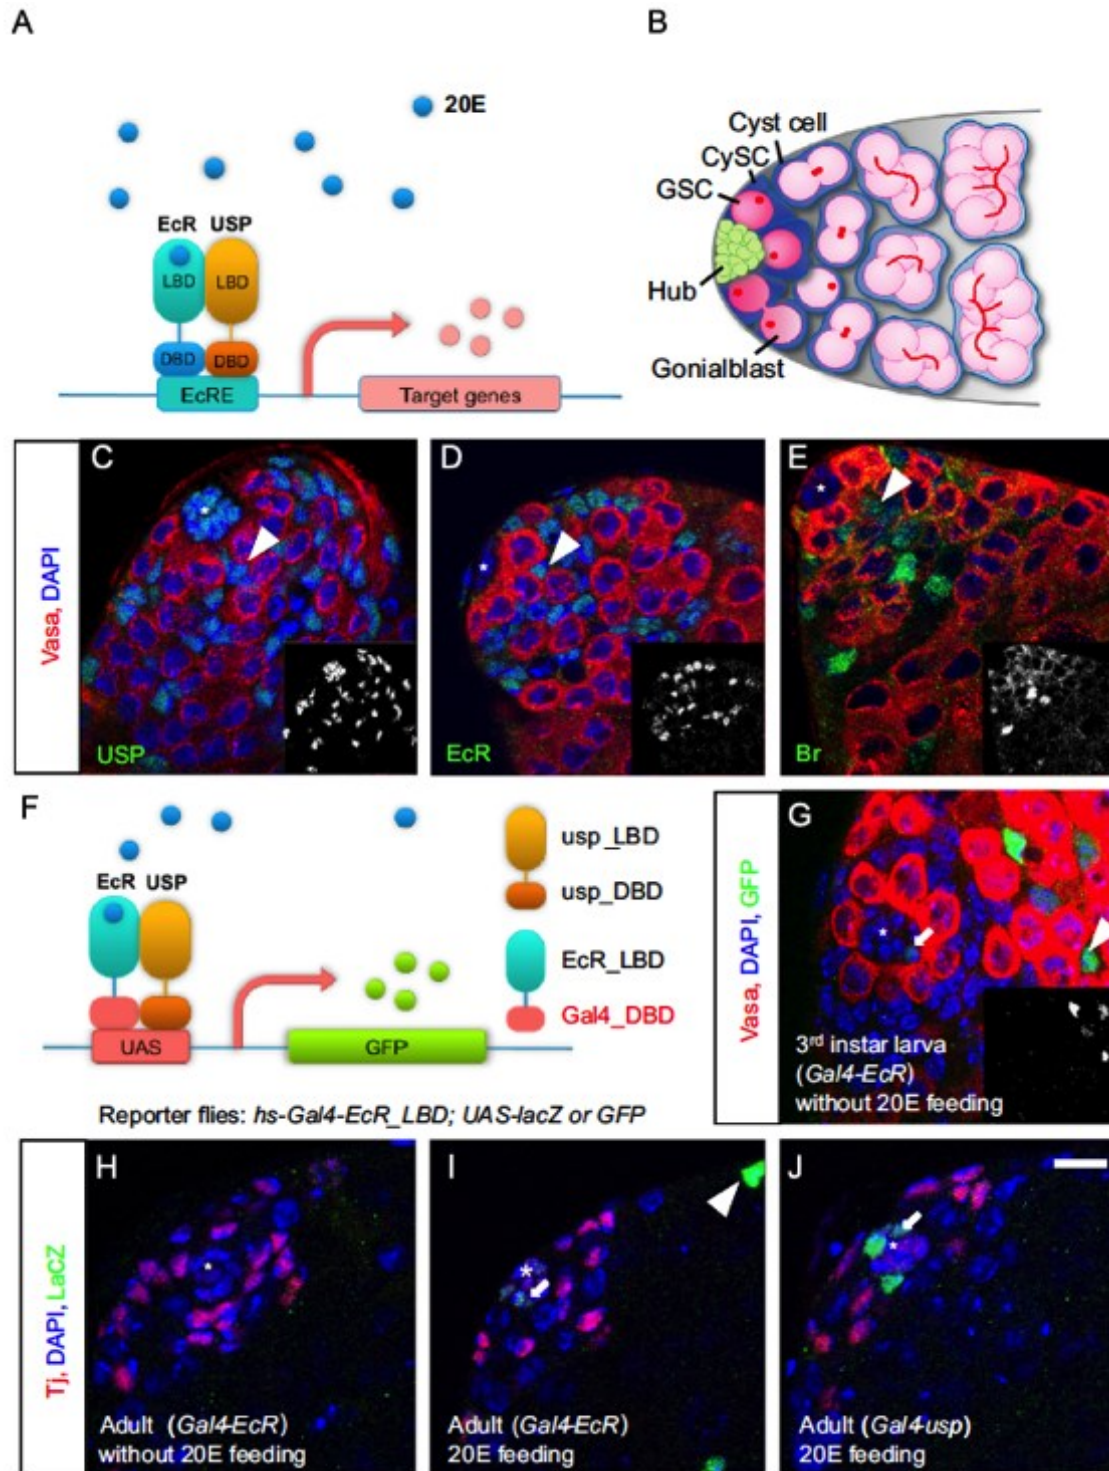 A
20E
EcR USP
LBD LBD
DBD DBD
EcRE
Target genes
B
Cyst cell
CySC
GSC
Hub
Gonialblast
Vasa, DAPI
C
*
USP
D
*
EcR
E
*
Br
F
EcR USP
UAS
GFP
usp_LBD
usp_DBD
EcR_LBD
Gal4_DBD
Reporter flies: hs-Gal4-EcR_LBD; UAS-lacZ or GFP
Vasa, DAPI, GFP
G
*
3rd instar larva
(Gal4-EcR)
without 20E feeding
Tj, DAPI, LaCZ
H
*
Adult (Gal4-EcR)
without 20E feeding
I
*
Adult (Gal4-EcR)
20E feeding
J
*
Adult (Gal4-usp)
20E feeding